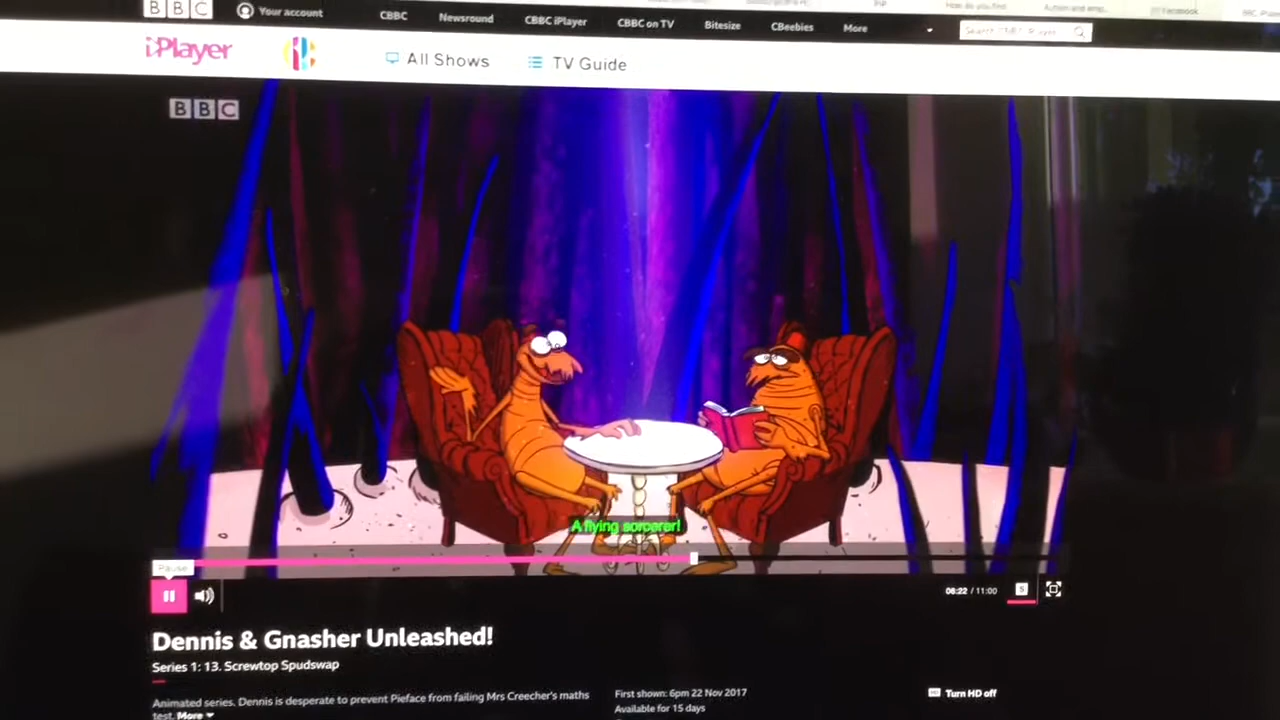 BBC
Your account
CBBC
Newsround
CBBC iPlayer
CBBC on TV
Bitesize
CBeebies
More
iPlayer
All Shows
TV Guide
BBC
A flying sorcerer!
Pause
06:22 / 11:00
S
Dennis & Gnasher Unleashed!
Series 1: 13. Screwtop Spudswap
Animated series. Dennis is desperate to prevent Pieface from failing Mrs Creecher's maths
test. More
First shown: 6pm 22 Nov 2017
Available for 15 days
Turn HD off